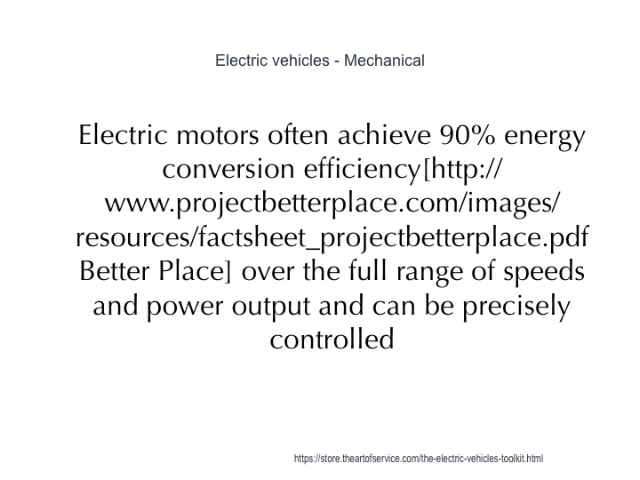 Electric vehicles - Mechanical
Electric motors often achieve 90% energy
conversion efficiency[http://
www.projectbetterplace.com/images/
resources/factsheet_projectbetterplace.pdf
Better Place] over the full range of speeds
and power output and can be precisely
controlled
https://store.theartofservice.com/the-electric-vehicles-toolkit.html